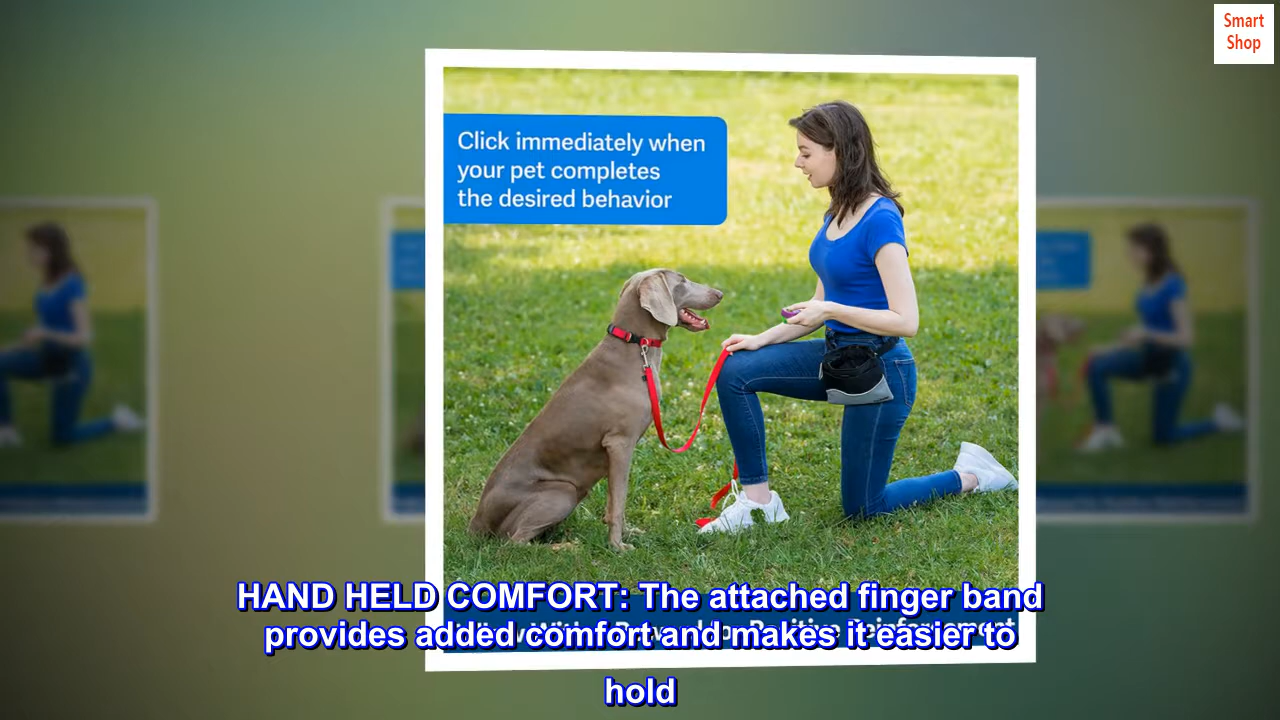 Smart
Shop
Click immediately when
your pet completes
the desired behavior
HAND HELD COMFORT: The attached finger band
provides added comfort and makes it easier to
hold